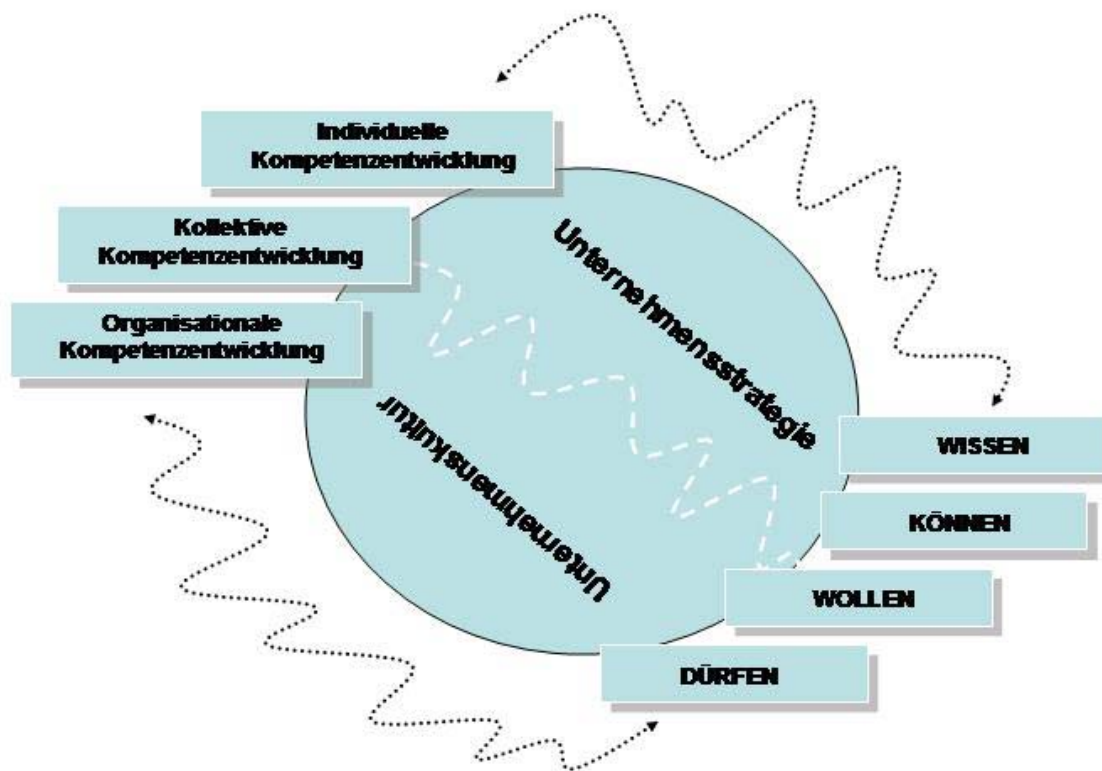 Individuelle
Kompetenzentwicklung
Kollektive
Kompetenzentwicklung
Organisationale
Kompetenzentwicklung
Unternehmensstrategie
Unternehmenskultur
WISSEN
KÖNNEN
WOLLEN
DÜRFEN